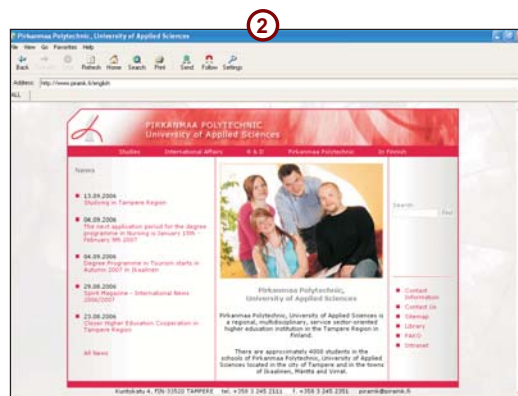 2
Pirkanmaa Polytechnic, University of Applied Sciences
File View Go Favorites Help
Back Refresh Home Search Print Send Follow Settings
Address http://www.piramk.fi/english
ALL
PIRKANMAA POLYTECHNIC
University of Applied Sciences
Studies International Affairs R & D Pirkanmaa Polytechnic In Finnish
News
13.09.2006
Studying in Tampere Region
04.09.2006
The next application period for the degree
programme in Nursing is January 15th -
February 9th 2007
04.09.2006
Degree Programme in Tourism starts in
Autumn 2007 in Ikaalinen
29.08.2006
Spirit Magazine - International News
2006/2007
23.08.2006
Closer Higher Education Cooperation in
Tampere Region
All News
Pirkanmaa Polytechnic,
University of Applied Sciences
Pirkanmaa Polytechnic, University of Applied Sciences is
a regional, multidisciplinary, service sector-oriented
higher education institution in the Tampere Region in
Finland.
There are approximately 4000 students in the
schools of Pirkanmaa Polytechnic, University of Applied
Sciences located in the city of Tampere and in the towns
of Ikaalinen, Mänttä and Virrat.
Search
Find
Contact
Information
Contact Us
Sitemap
Library
PAKO
Intranet
Kuntokatu 4, FIN-33520 TAMPERE tel. +358 3 245 2111 f. +358 3 245 2351 piramk@piramk.fi